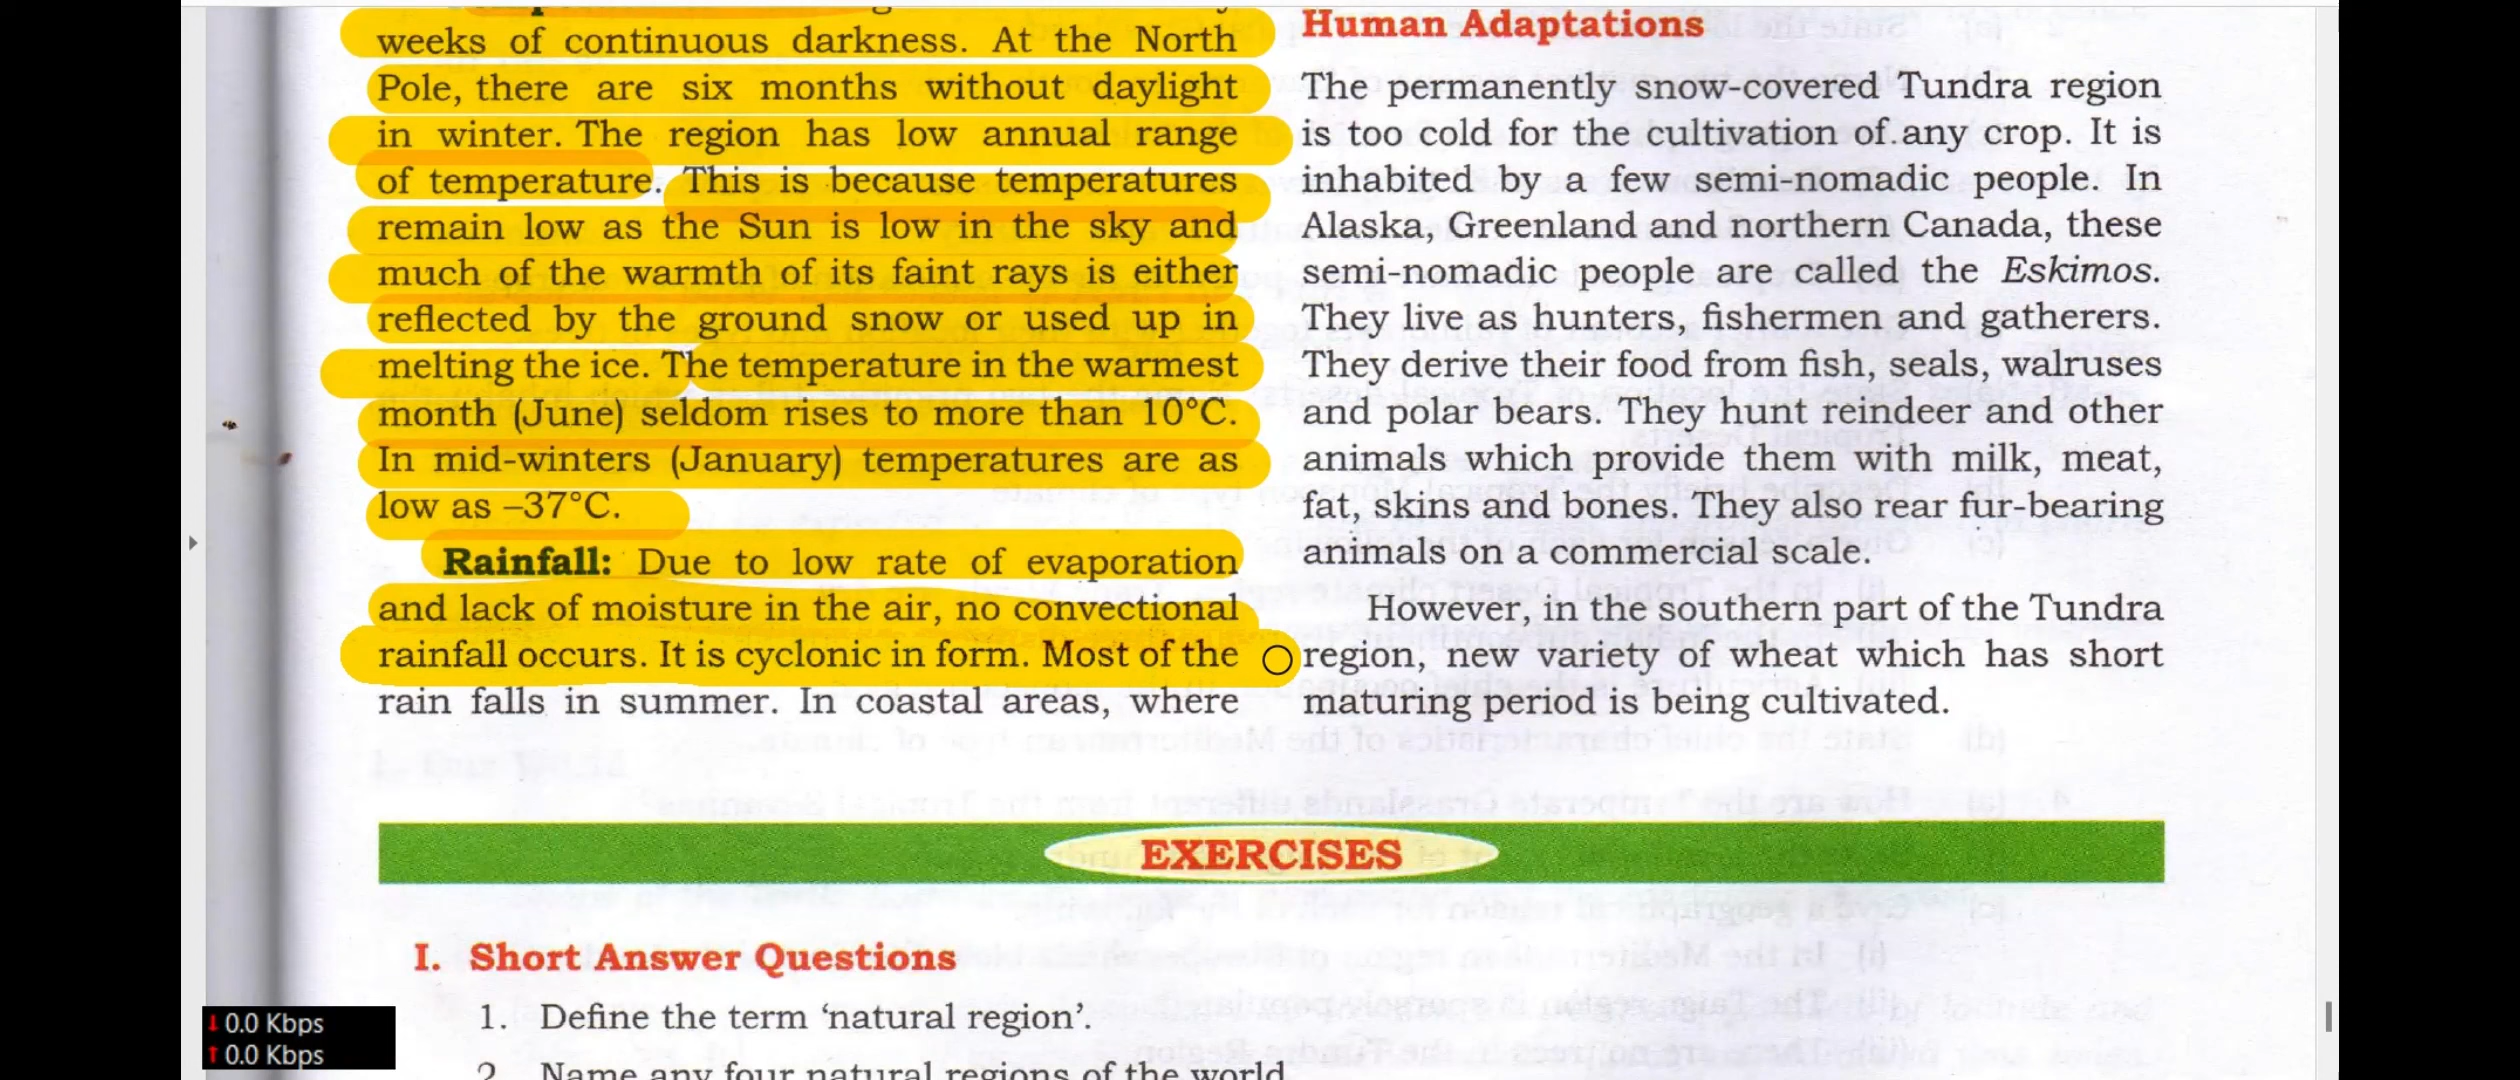 weeks of continuous darkness. At the North
Pole, there are six months without daylight
in winter. The region has low annual range
of temperature. This is because temperatures
remain low as the Sun is low in the sky and
much of the warmth of its faint rays is either
reflected by the ground snow or used up in
melting the ice. The temperature in the warmest
month (June) seldom rises to more than 10°C.
In mid-winters (January) temperatures are as
low as –37°C.
Rainfall: Due to low rate of evaporation
and lack of moisture in the air, no convectional
rainfall occurs. It is cyclonic in form. Most of the
rain falls in summer. In coastal areas, where
Human Adaptations
The permanently snow-covered Tundra region
is too cold for the cultivation of any crop. It is
inhabited by a few semi-nomadic people. In
Alaska, Greenland and northern Canada, these
semi-nomadic people are called the Eskimos.
They live as hunters, fishermen and gatherers.
They derive their food from fish, seals, walruses
and polar bears. They hunt reindeer and other
animals which provide them with milk, meat,
fat, skins and bones. They also rear fur-bearing
animals on a commercial scale.
However, in the southern part of the Tundra
region, new variety of wheat which has short
maturing period is being cultivated.
EXERCISES
I. Short Answer Questions
1. Define the term ‘natural region’.
2. Name any four natural regions of the world.
↓ 0.0 Kbps
↑ 0.0 Kbps